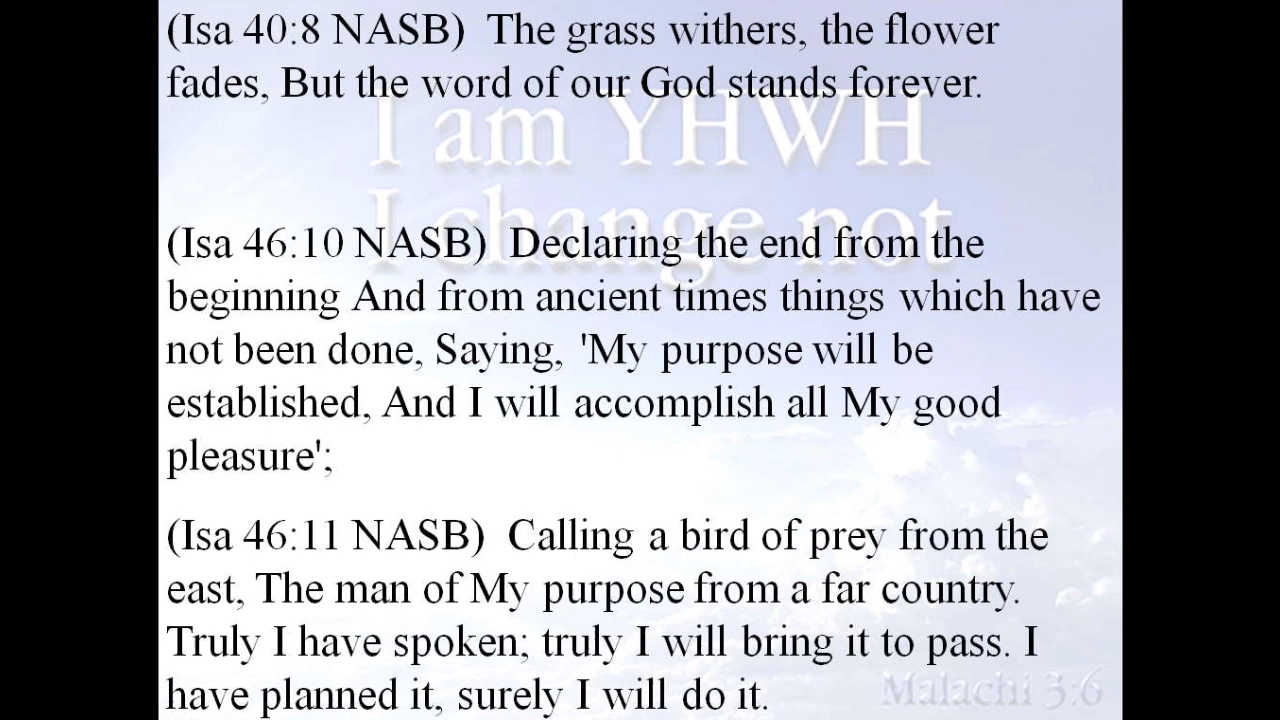 (Isa 40:8 NASB)  The grass withers, the flower
fades, But the word of our God stands forever.
I am YHWH
I change not
(Isa 46:10 NASB)  Declaring the end from the
beginning And from ancient times things which have
not been done, Saying, 'My purpose will be
established, And I will accomplish all My good
pleasure';
(Isa 46:11 NASB)  Calling a bird of prey from the
east, The man of My purpose from a far country.
Truly I have spoken; truly I will bring it to pass. I
have planned it, surely I will do it.
Malachi 3:6